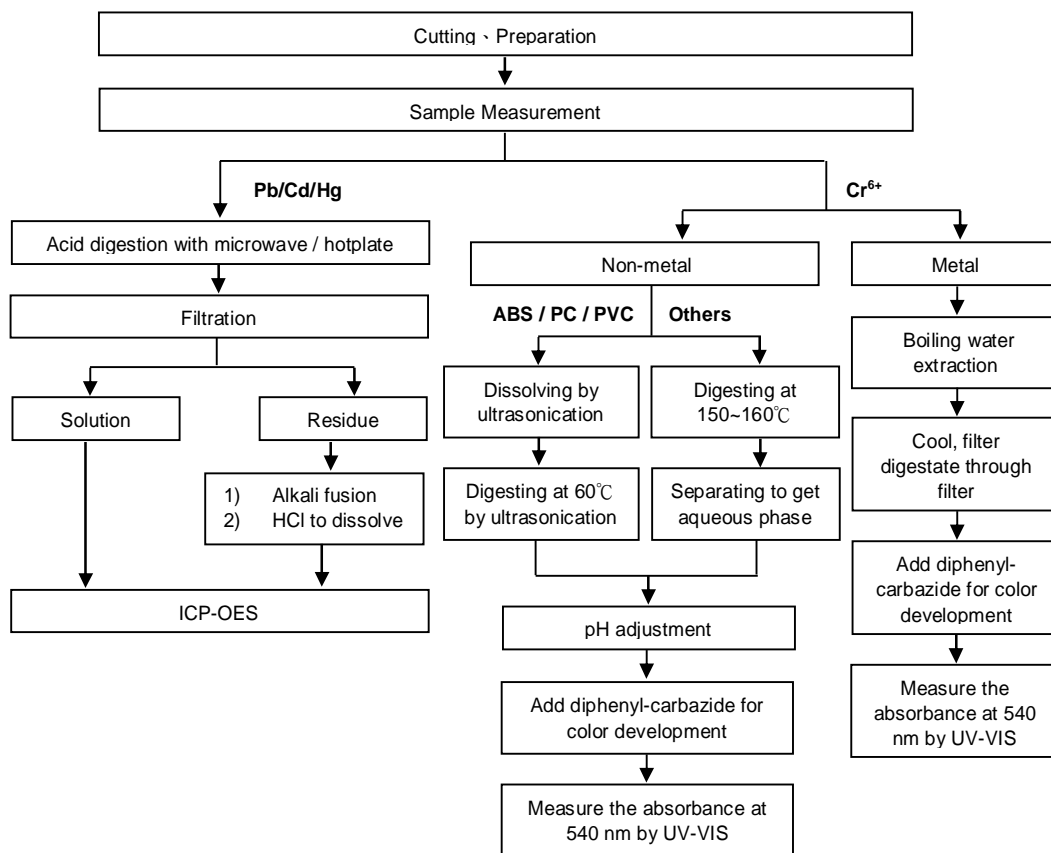 Cutting、Preparation
Sample Measurement
Pb/Cd/Hg
Cr⁶⁺
Acid digestion with microwave / hotplate
Non-metal
Metal
Filtration
ABS / PC / PVC
Others
Boiling water
extraction
Solution
Residue
Dissolving by
ultrasonication
Digesting at
150~160℃
Cool, filter
digestate through
filter
1) Alkali fusion
2) HCl to dissolve
Digesting at 60℃
by ultrasonication
Separating to get
aqueous phase
Add diphenyl-
carbazide for color
development
ICP-OES
pH adjustment
Measure the
absorbance at 540
nm by UV-VIS
Add diphenyl-carbazide for
color development
Measure the absorbance at
540 nm by UV-VIS